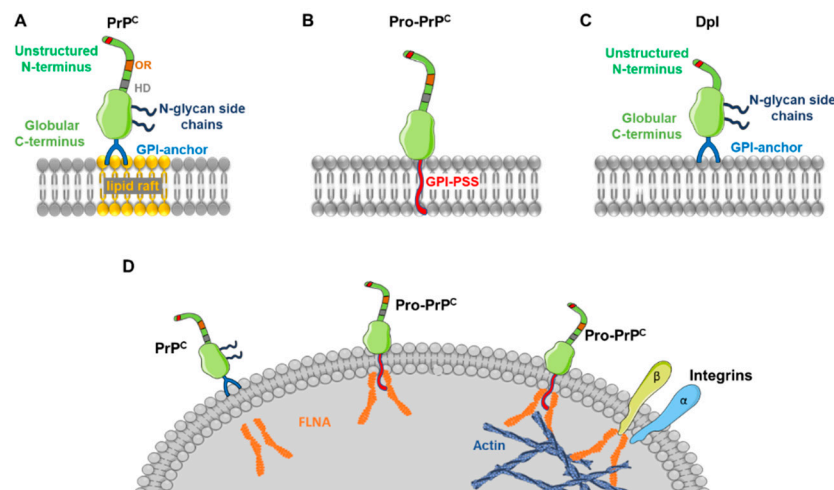 A
PrP^C
Unstructured
N-terminus
OR
HD
N-glycan side
chains
Globular
C-terminus
GPI-anchor
lipid raft
B
Pro-PrP^C
GPI-PSS
C
Dpl
Unstructured
N-terminus
N-glycan side
chains
Globular
C-terminus
GPI-anchor
D
PrP^C
Pro-PrP^C
Pro-PrP^C
β
Integrins
α
FLNA
Actin